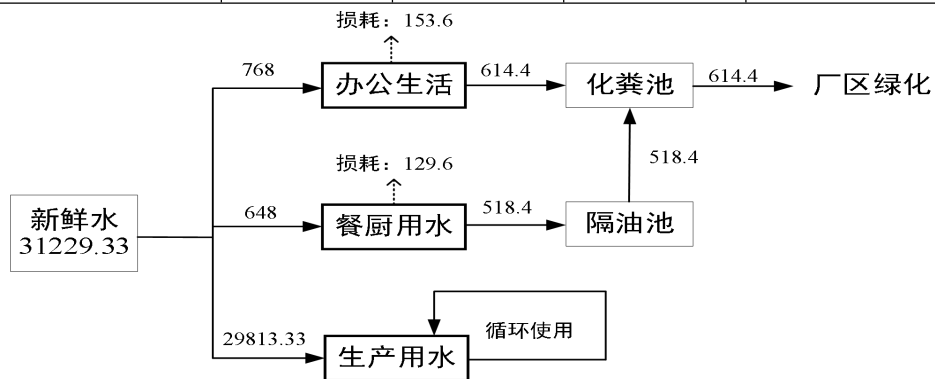 损耗：153.6
768
办公生活
614.4
化粪池
614.4
厂区绿化
损耗：129.6
518.4
新鲜水
31229.33
648
餐厨用水
518.4
隔油池
29813.33
生产用水
循环使用